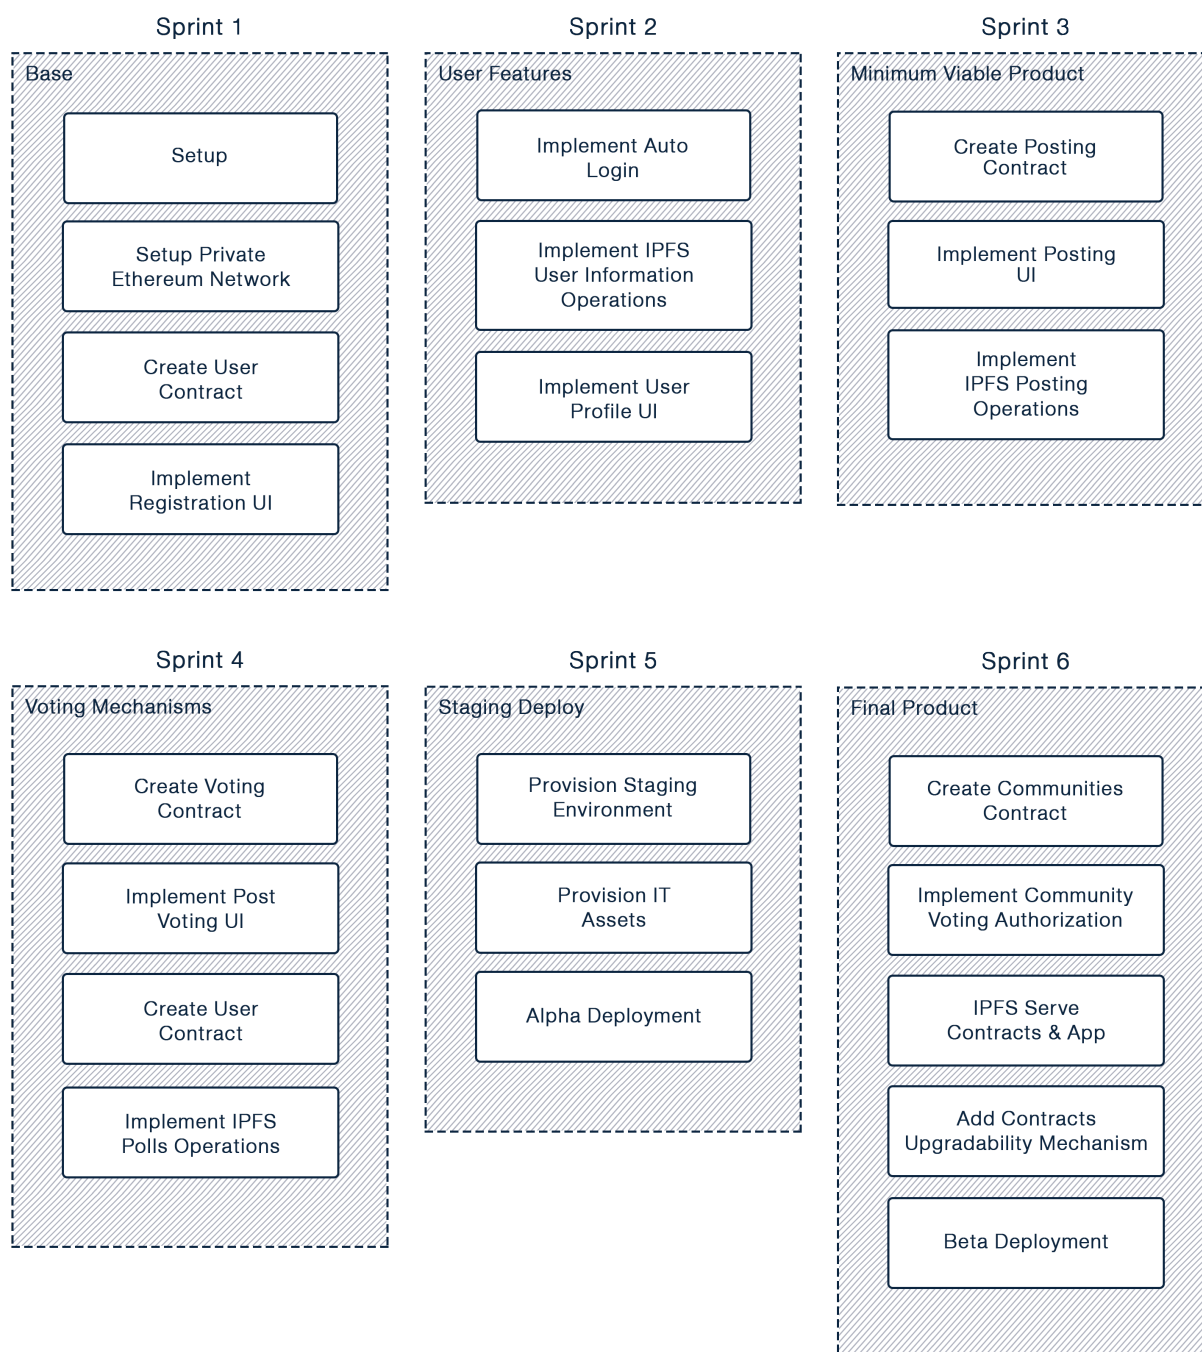 Sprint 1
Base
Setup
Setup Private
Ethereum Network
Create User
Contract
Implement
Registration UI
Sprint 2
User Features
Implement Auto
Login
Implement IPFS
User Information
Operations
Implement User
Profile UI
Sprint 3
Minimum Viable Product
Create Posting
Contract
Implement Posting
UI
Implement
IPFS Posting
Operations
Sprint 4
Voting Mechanisms
Create Voting
Contract
Implement Post
Voting UI
Create User
Contract
Implement IPFS
Polls Operations
Sprint 5
Staging Deploy
Provision Staging
Environment
Provision IT
Assets
Alpha Deployment
Sprint 6
Final Product
Create Communities
Contract
Implement Community
Voting Authorization
IPFS Serve
Contracts & App
Add Contracts
Upgradability Mechanism
Beta Deployment